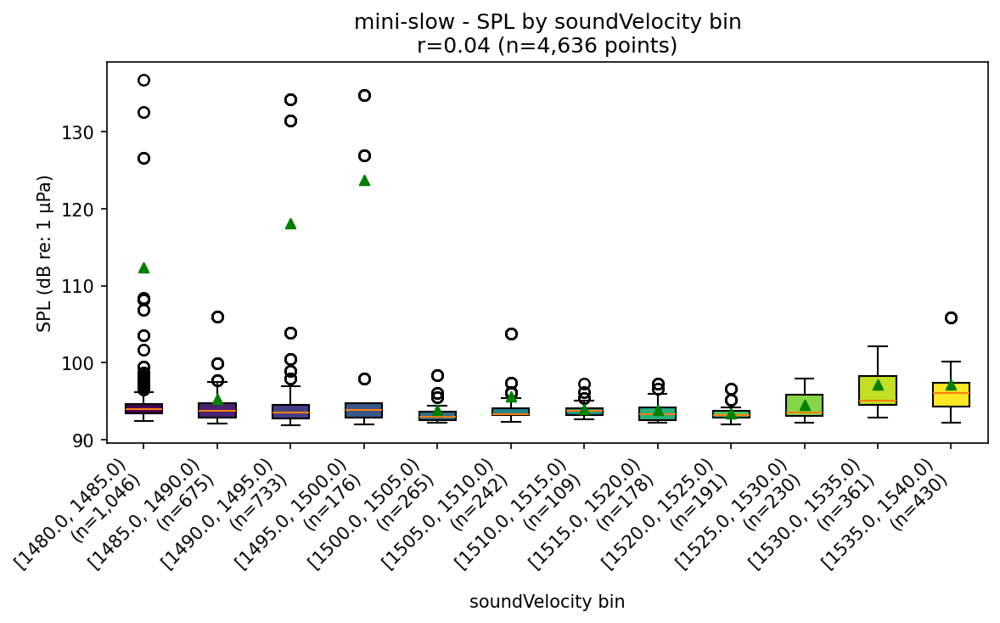 mini-slow - SPL by soundVelocity bin
r=0.04 (n=4,636 points)
SPL (dB re: 1 μPa)
130
120
110
100
90
[1480.0, 1485.0)
(n=1,046)
[1485.0, 1490.0)
(n=675)
[1490.0, 1495.0)
(n=733)
[1495.0, 1500.0)
(n=176)
[1500.0, 1505.0)
(n=265)
[1505.0, 1510.0)
(n=242)
[1510.0, 1515.0)
(n=109)
[1515.0, 1520.0)
(n=178)
[1520.0, 1525.0)
(n=191)
[1525.0, 1530.0)
(n=230)
[1530.0, 1535.0)
(n=361)
[1535.0, 1540.0)
(n=430)
soundVelocity bin